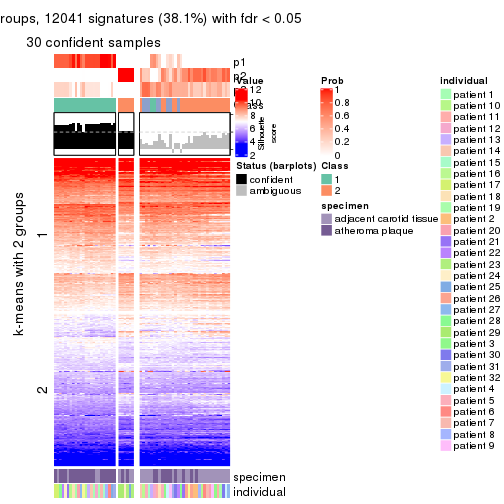 roups, 12041 signatures (38.1%) with fdr < 0.05
30 confident samples
p1
p2
p3
Class
Silhouette
score
k-means with 2 groups
1
2
specimen
individual
Value
12
10
8
6
4
2
Status (barplots)
confident
ambiguous
Prob
1
0.8
0.6
0.4
0.2
0
Class
1
2
specimen
adjacent carotid tissue
atheroma plaque
individual
patient 1
patient 10
patient 11
patient 12
patient 13
patient 14
patient 15
patient 16
patient 17
patient 18
patient 19
patient 2
patient 20
patient 21
patient 22
patient 23
patient 24
patient 25
patient 26
patient 27
patient 28
patient 29
patient 3
patient 30
patient 31
patient 32
patient 4
patient 5
patient 6
patient 7
patient 8
patient 9